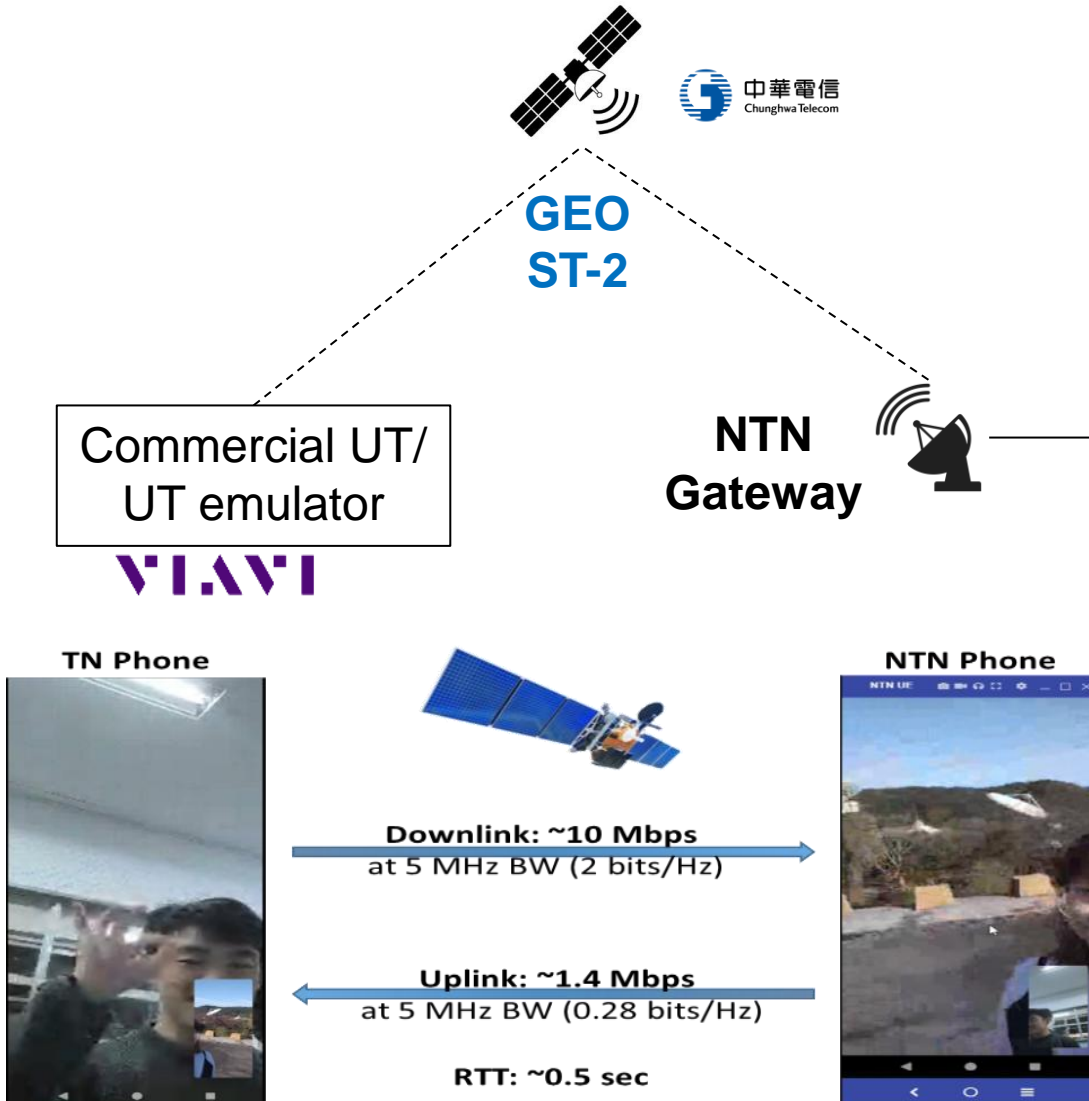 中華電信
Chunghwa Telecom
GEO
ST-2
Commercial UT/
UT emulator
NTN
Gateway
VIAVI
TN Phone
NTN Phone
NTN UE
Downlink: ~10 Mbps
at 5 MHz BW (2 bits/Hz)
Uplink: ~1.4 Mbps
at 5 MHz BW (0.28 bits/Hz)
RTT: ~0.5 sec